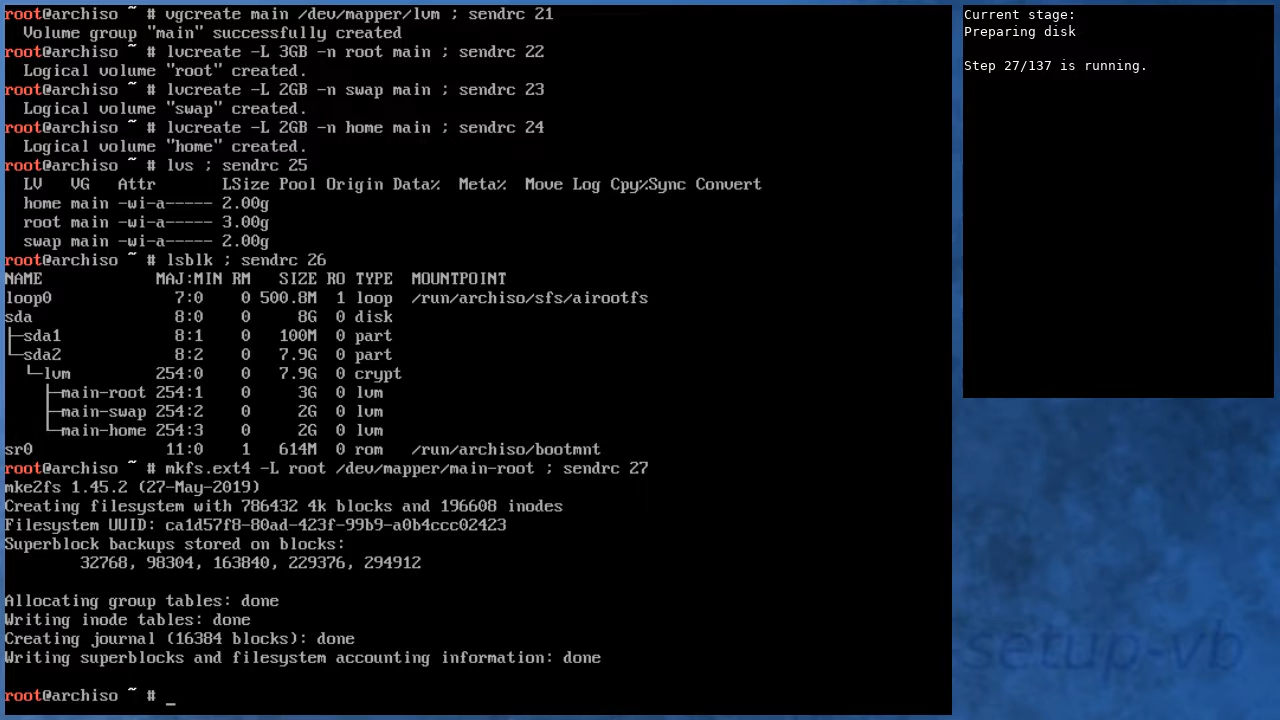 root@archiso ~ # vgcreate main /dev/mapper/lvm ; sendrc 21
  Volume group "main" successfully created
root@archiso ~ # lvcreate -L 3GB -n root main ; sendrc 22
  Logical volume "root" created.
root@archiso ~ # lvcreate -L 2GB -n swap main ; sendrc 23
  Logical volume "swap" created.
root@archiso ~ # lvcreate -L 2GB -n home main ; sendrc 24
  Logical volume "home" created.
root@archiso ~ # lvs ; sendrc 25
  LV   VG   Attr       LSize Pool Origin Data%  Meta%  Move Log Cpy%Sync Convert
  home main -wi-a----- 2.00g
  root main -wi-a----- 3.00g
  swap main -wi-a----- 2.00g
root@archiso ~ # lsblk ; sendrc 26
NAME            MAJ:MIN RM   SIZE RO TYPE  MOUNTPOINT
loop0             7:0    0 500.8M  1 loop  /run/archiso/sfs/airootfs
sda               8:0    0     8G  0 disk
├─sda1            8:1    0   100M  0 part
└─sda2            8:2    0   7.9G  0 part
  └─lvm         254:0    0   7.9G  0 crypt
    ├─main-root 254:1    0     3G  0 lvm
    ├─main-swap 254:2    0     2G  0 lvm
    └─main-home 254:3    0     2G  0 lvm
sr0              11:0    1   614M  0 rom   /run/archiso/bootmnt
root@archiso ~ # mkfs.ext4 -L root /dev/mapper/main-root ; sendrc 27
mke2fs 1.45.2 (27-May-2019)
Creating filesystem with 786432 4k blocks and 196608 inodes
Filesystem UUID: ca1d57f8-80ad-423f-99b9-a0b4ccc02423
Superblock backups stored on blocks:
        32768, 98304, 163840, 229376, 294912

Allocating group tables: done
Writing inode tables: done
Creating journal (16384 blocks): done
Writing superblocks and filesystem accounting information: done

root@archiso ~ # _
Current stage:
Preparing disk

Step 27/137 is running.
setup-vb